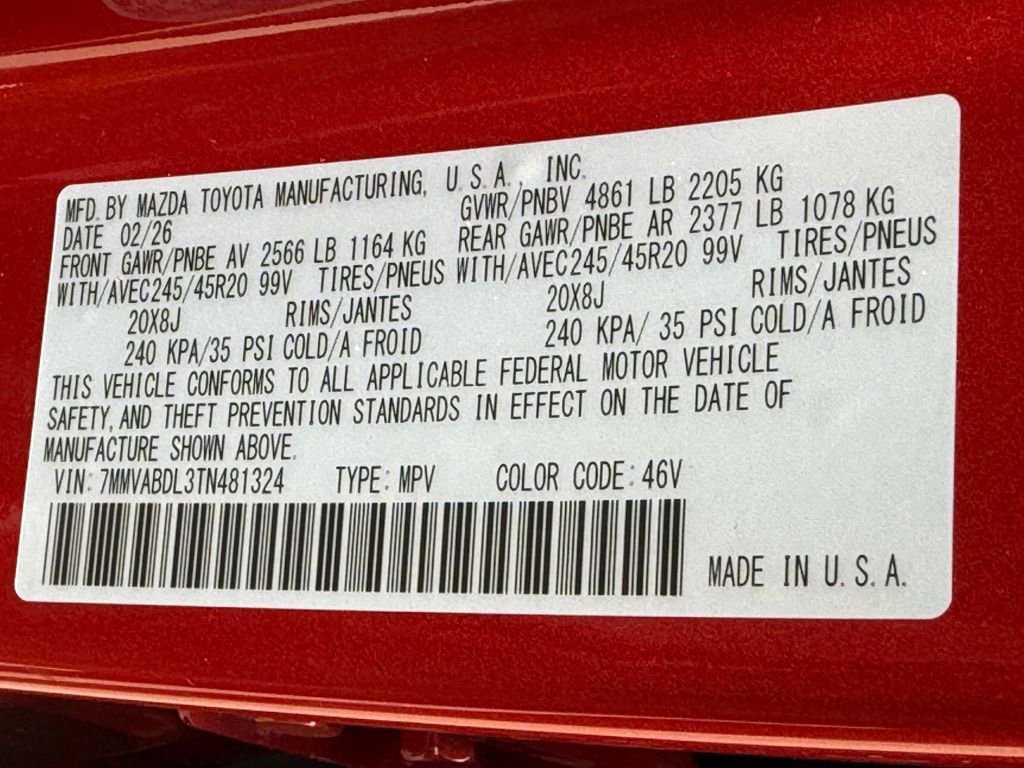 MFD. BY MAZDA TOYOTA MANUFACTURING, U.S.A., INC.
DATE 02/26 GVWR/PNBV 4861 LB 2205 KG
FRONT GAWR/PNBE AV 2566 LB 1164 KG REAR GAWR/PNBE AR 2377 LB 1078 KG
WITH/AVEC245/45R20 99V TIRES/PNEUS WITH/AVEC245/45R20 99V TIRES/PNEUS
20X8J RIMS/JANTES 20X8J RIMS/JANTES
240 KPA/35 PSI COLD/A FROID 240 KPA/ 35 PSI COLD/A FROID
THIS VEHICLE CONFORMS TO ALL APPLICABLE FEDERAL MOTOR VEHICLE
SAFETY, AND THEFT PREVENTION STANDARDS IN EFFECT ON THE DATE OF
MANUFACTURE SHOWN ABOVE.
VIN: 7MMVABDL3TN481324 TYPE: MPV COLOR CODE: 46V
MADE IN U.S.A.